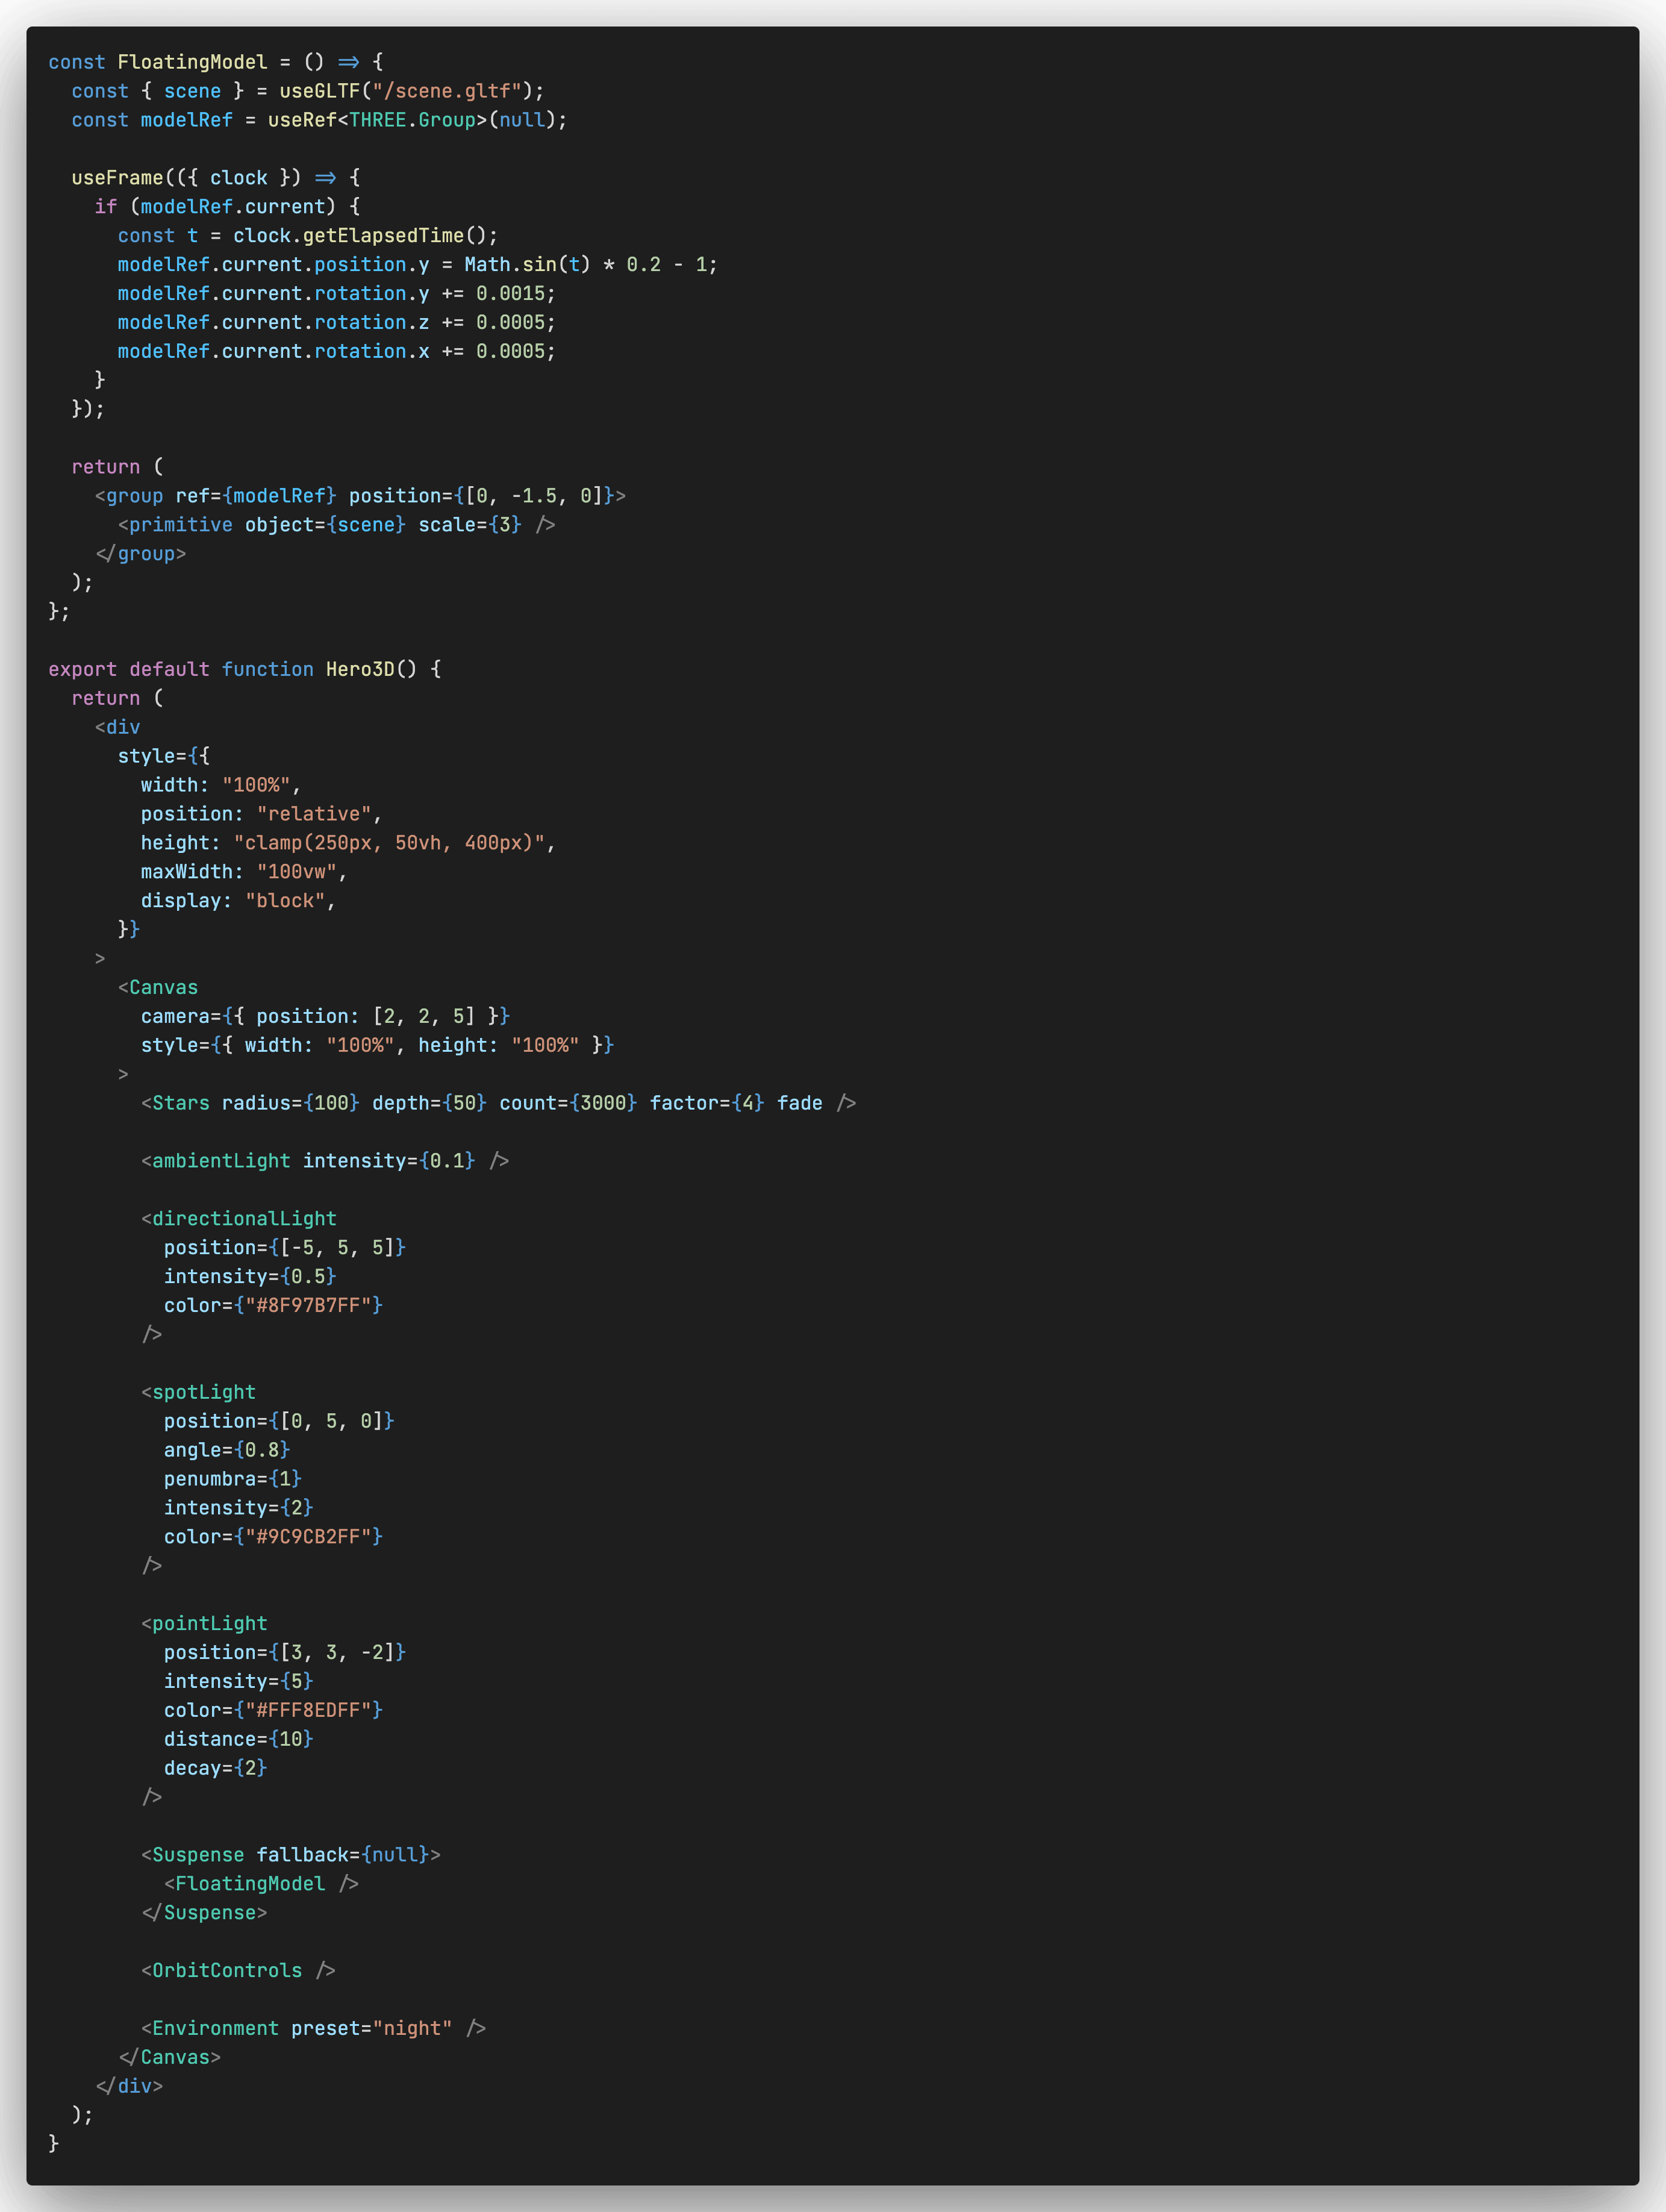 const FloatingModel = () => {
  const { scene } = useGLTF("/scene.gltf");
  const modelRef = useRef<THREE.Group>(null);

  useFrame(({ clock }) => {
    if (modelRef.current) {
      const t = clock.getElapsedTime();
      modelRef.current.position.y = Math.sin(t) * 0.2 - 1;
      modelRef.current.rotation.y += 0.0015;
      modelRef.current.rotation.z += 0.0005;
      modelRef.current.rotation.x += 0.0005;
    }
  });

  return (
    <group ref={modelRef} position={[0, -1.5, 0]}>
      <primitive object={scene} scale={3} />
    </group>
  );
};

export default function Hero3D() {
  return (
    <div
      style={{
        width: "100%",
        position: "relative",
        height: "clamp(250px, 50vh, 400px)",
        maxWidth: "100vw",
        display: "block",
      }}
    >
      <Canvas
        camera={{ position: [2, 2, 5] }}
        style={{ width: "100%", height: "100%" }}
      >
        <Stars radius={100} depth={50} count={3000} factor={4} fade />

        <ambientLight intensity={0.1} />

        <directionalLight
          position={[-5, 5, 5]}
          intensity={0.5}
          color={"#8F97B7FF"}
        />

        <spotLight
          position={[0, 5, 0]}
          angle={0.8}
          penumbra={1}
          intensity={2}
          color={"#9C9CB2FF"}
        />

        <pointLight
          position={[3, 3, -2]}
          intensity={5}
          color={"#FFF8EDFF"}
          distance={10}
          decay={2}
        />

        <Suspense fallback={null}>
          <FloatingModel />
        </Suspense>

        <OrbitControls />

        <Environment preset="night" />
      </Canvas>
    </div>
  );
}